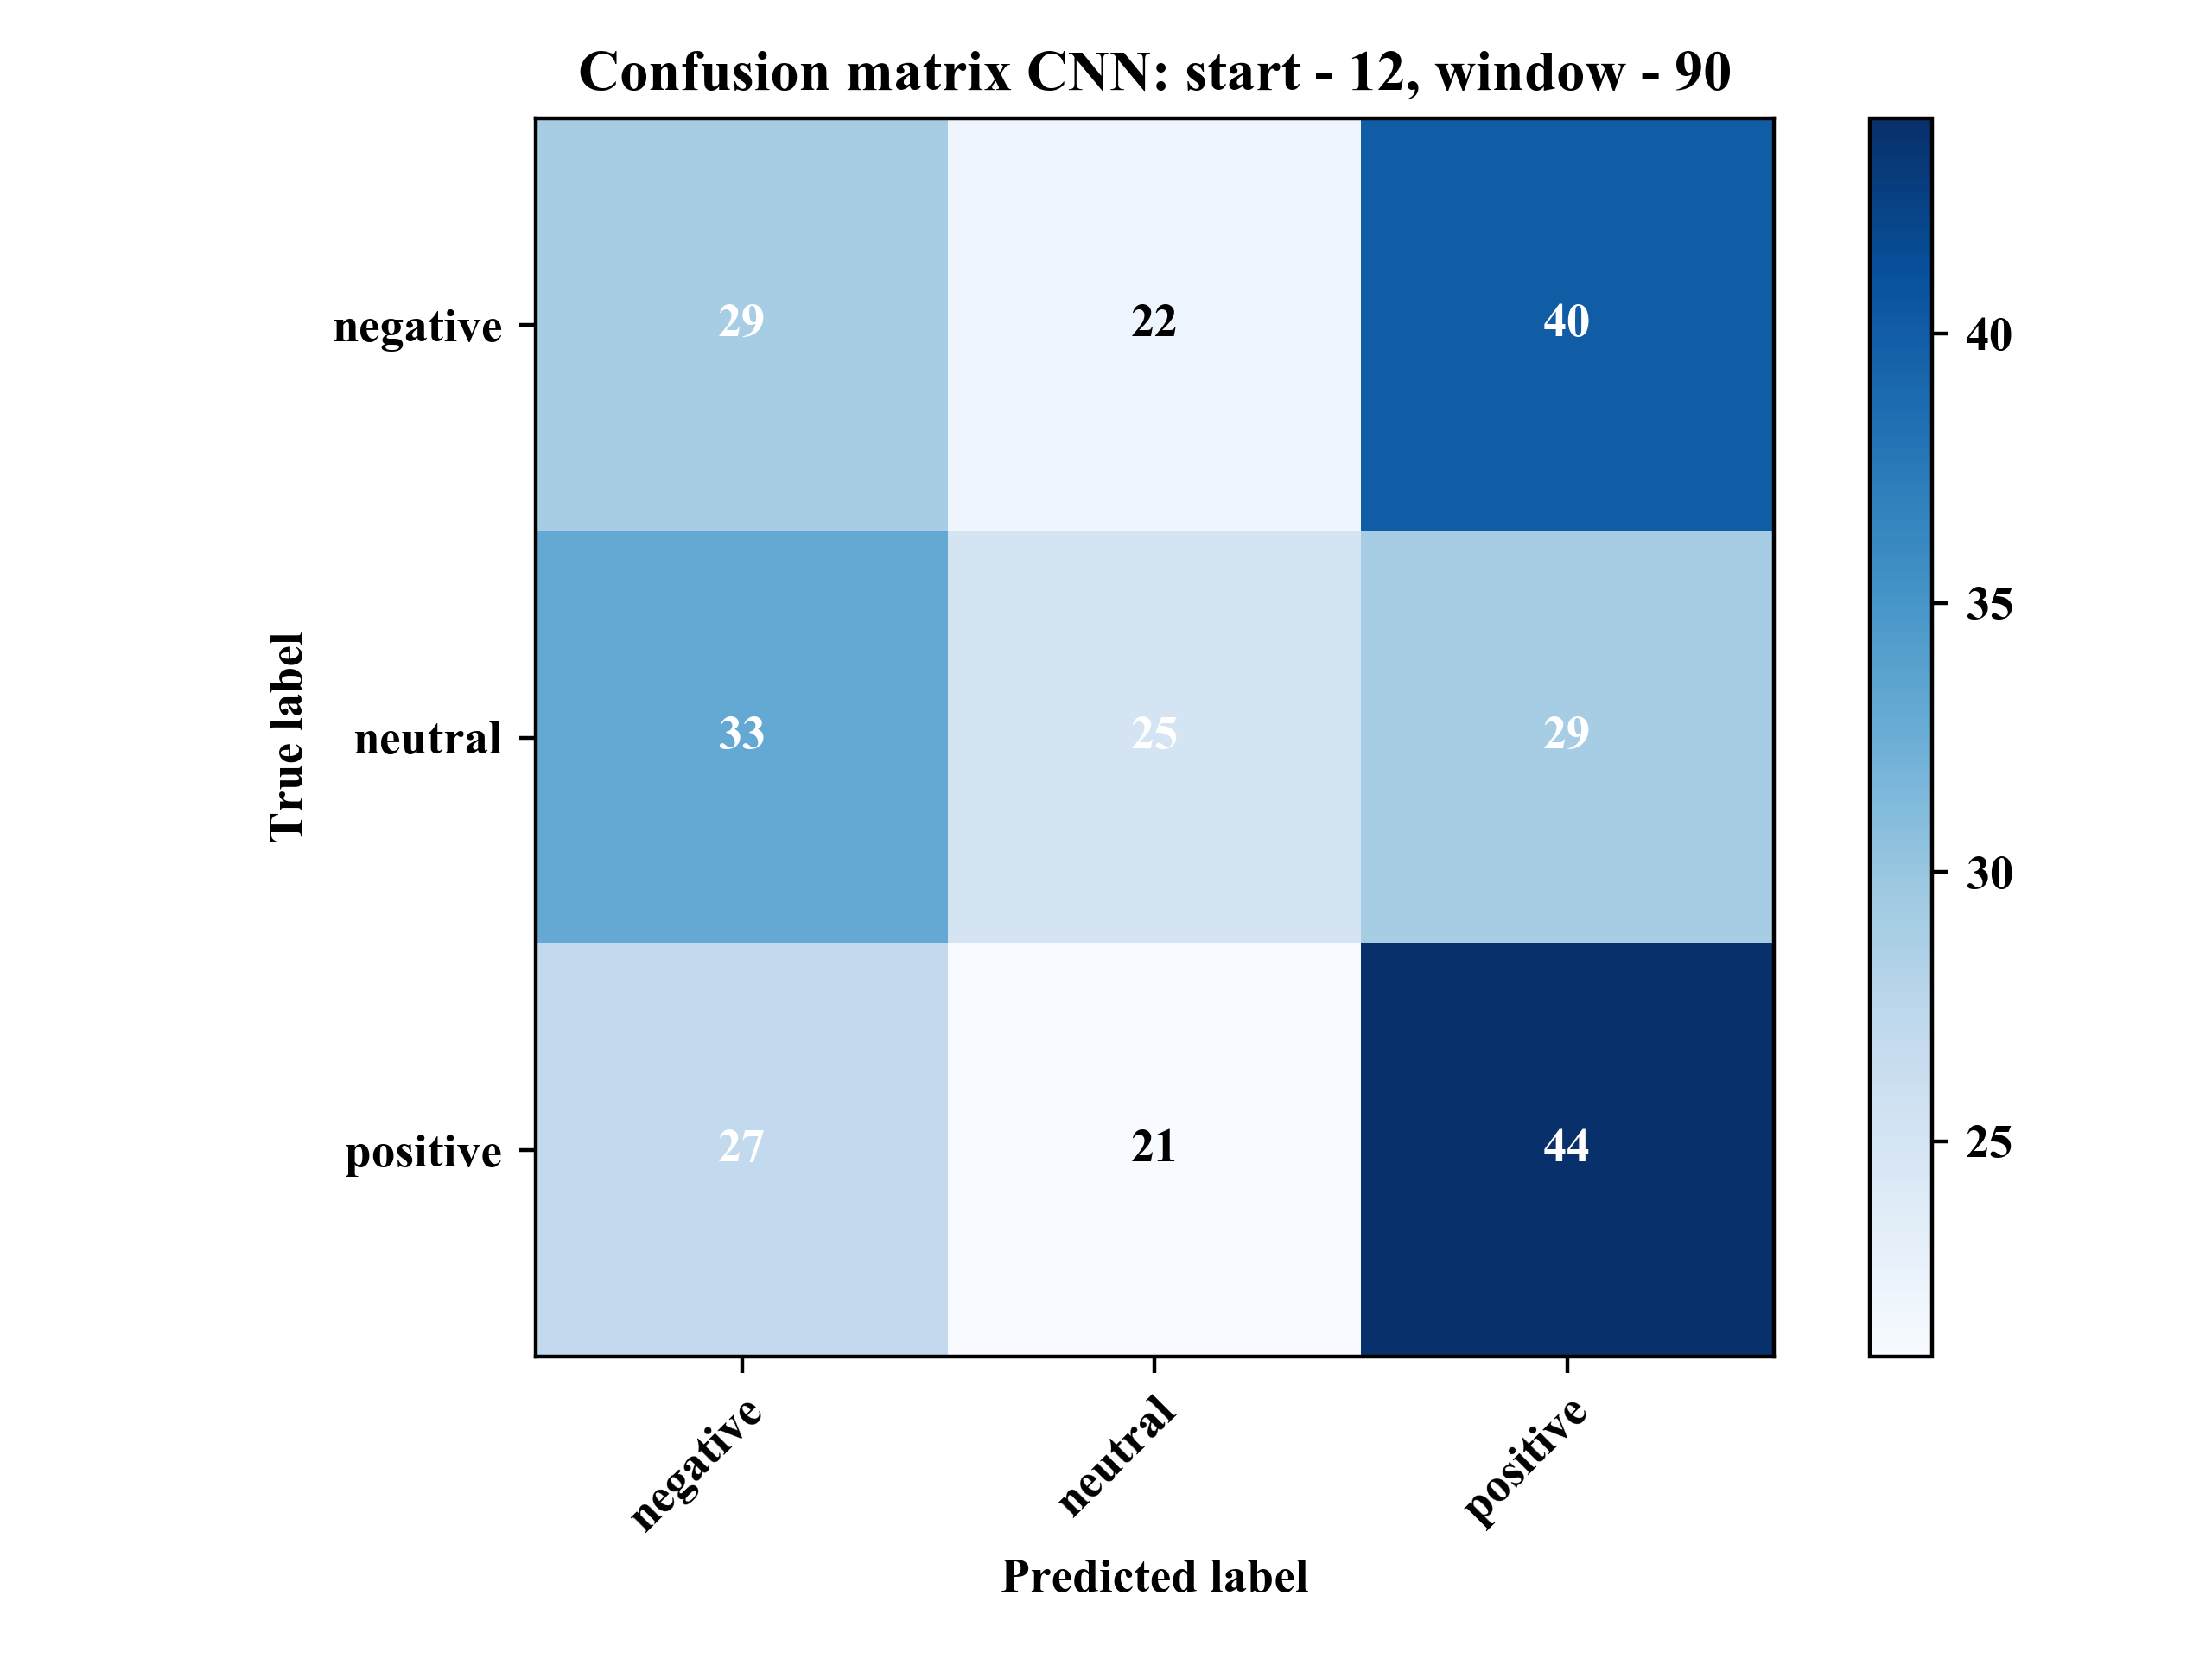 Confusion matrix CNN: start - 12, window - 90
True label
negative
29 22 40
neutral
33 25 29
positive
27 21 44
negative
neutral
positive
Predicted label
40
35
30
25